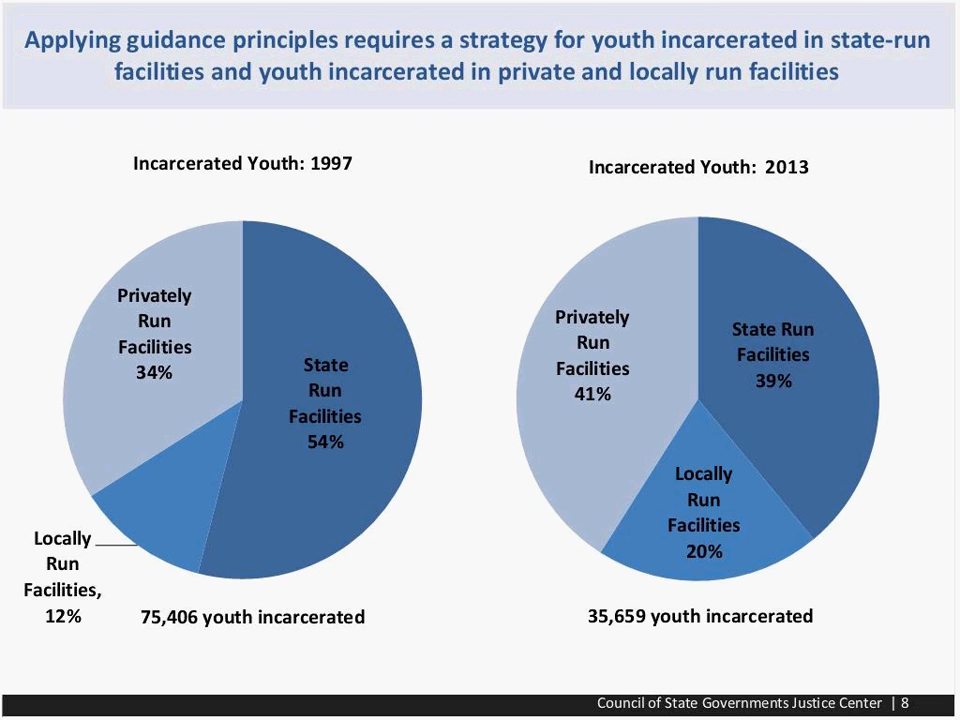 Applying guidance principles requires a strategy for youth incarcerated in state-run
facilities and youth incarcerated in private and locally run facilities
Incarcerated Youth: 1997
Privately
Run
Facilities
34%
State
Run
Facilities
54%
Locally
Run
Facilities,
12%
75,406 youth incarcerated
Incarcerated Youth: 2013
Privately
Run
Facilities
41%
State Run
Facilities
39%
Locally
Run
Facilities
20%
35,659 youth incarcerated
Council of State Governments Justice Center | 8